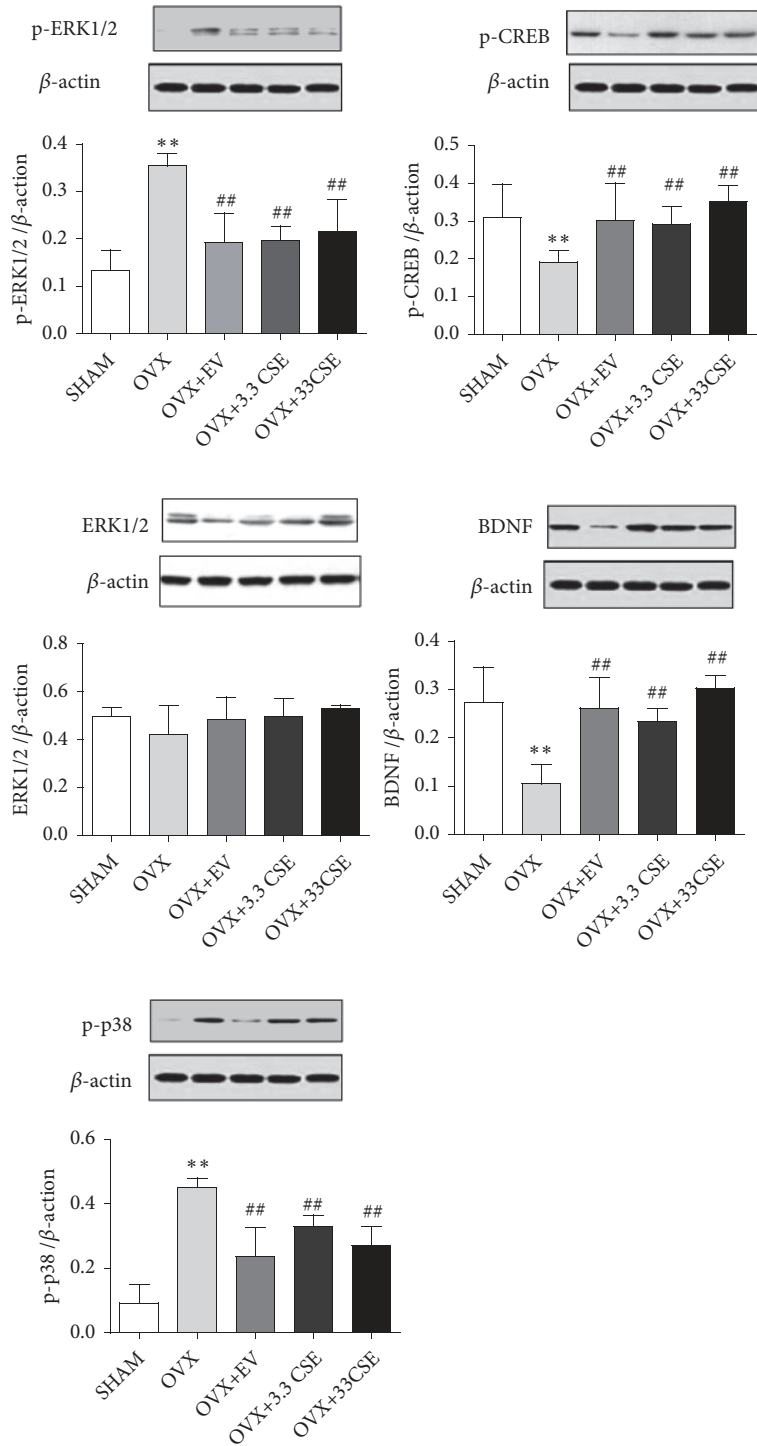 p-ERK1/2
β-actin
p-ERK1/2 /β-action
0.4
0.3
0.2
0.1
0.0
**
##
##
##
SHAM
OVX
OVX+EV
OVX+3.3 CSE
OVX+33CSE
p-CREB
β-actin
p-CREB /β-action
0.5
0.4
0.3
0.2
0.1
0.0
**
##
##
##
SHAM
OVX
OVX+EV
OVX+3.3 CSE
OVX+33CSE
ERK1/2
β-actin
ERK1/2 /β-action
0.8
0.6
0.4
0.2
0.0
SHAM
OVX
OVX+EV
OVX+3.3 CSE
OVX+33CSE
BDNF
β-actin
BDNF /β-action
0.4
0.3
0.2
0.1
0.0
**
##
##
##
SHAM
OVX
OVX+EV
OVX+3.3 CSE
OVX+33CSE
p-p38
β-actin
p-p38 /β-action
0.6
0.4
0.2
0.0
**
##
##
##
SHAM
OVX
OVX+EV
OVX+3.3 CSE
OVX+33CSE